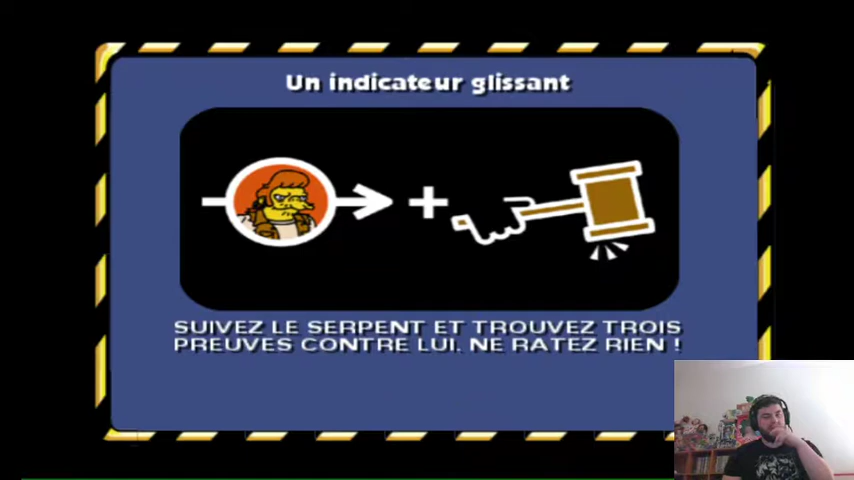 Un indicateur glissant
SUIVEZ LE SERPENT ET TROUVEZ TROIS
PREUVES CONTRE LUI. NE RATEZ RIEN !